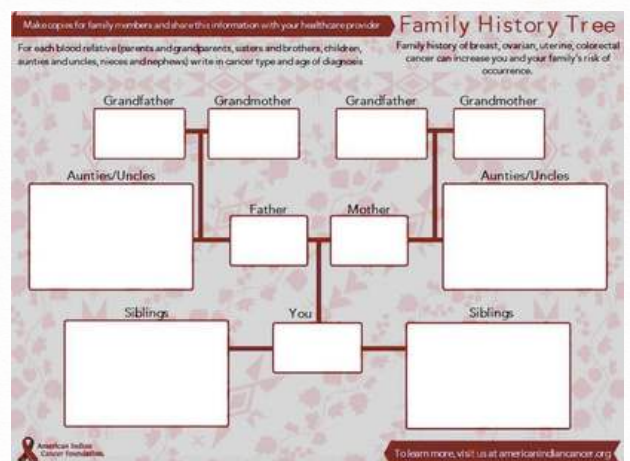 Make copies for family members and share this information with your healthcare provider
Family History Tree
For each blood relative (parents and grandparents, sisters and brothers, children,
aunties and uncles, nieces and nephews) write in cancer type and age of diagnosis
Family history of breast, ovarian, uterine, colorectal
cancer can increase you and your family's risk of
occurrence.
Grandfather Grandmother Grandfather Grandmother
Aunties/Uncles Aunties/Uncles
Father Mother
Siblings You Siblings
American Indian
Cancer Foundation.
To learn more, visit us at americanindiancancer.org